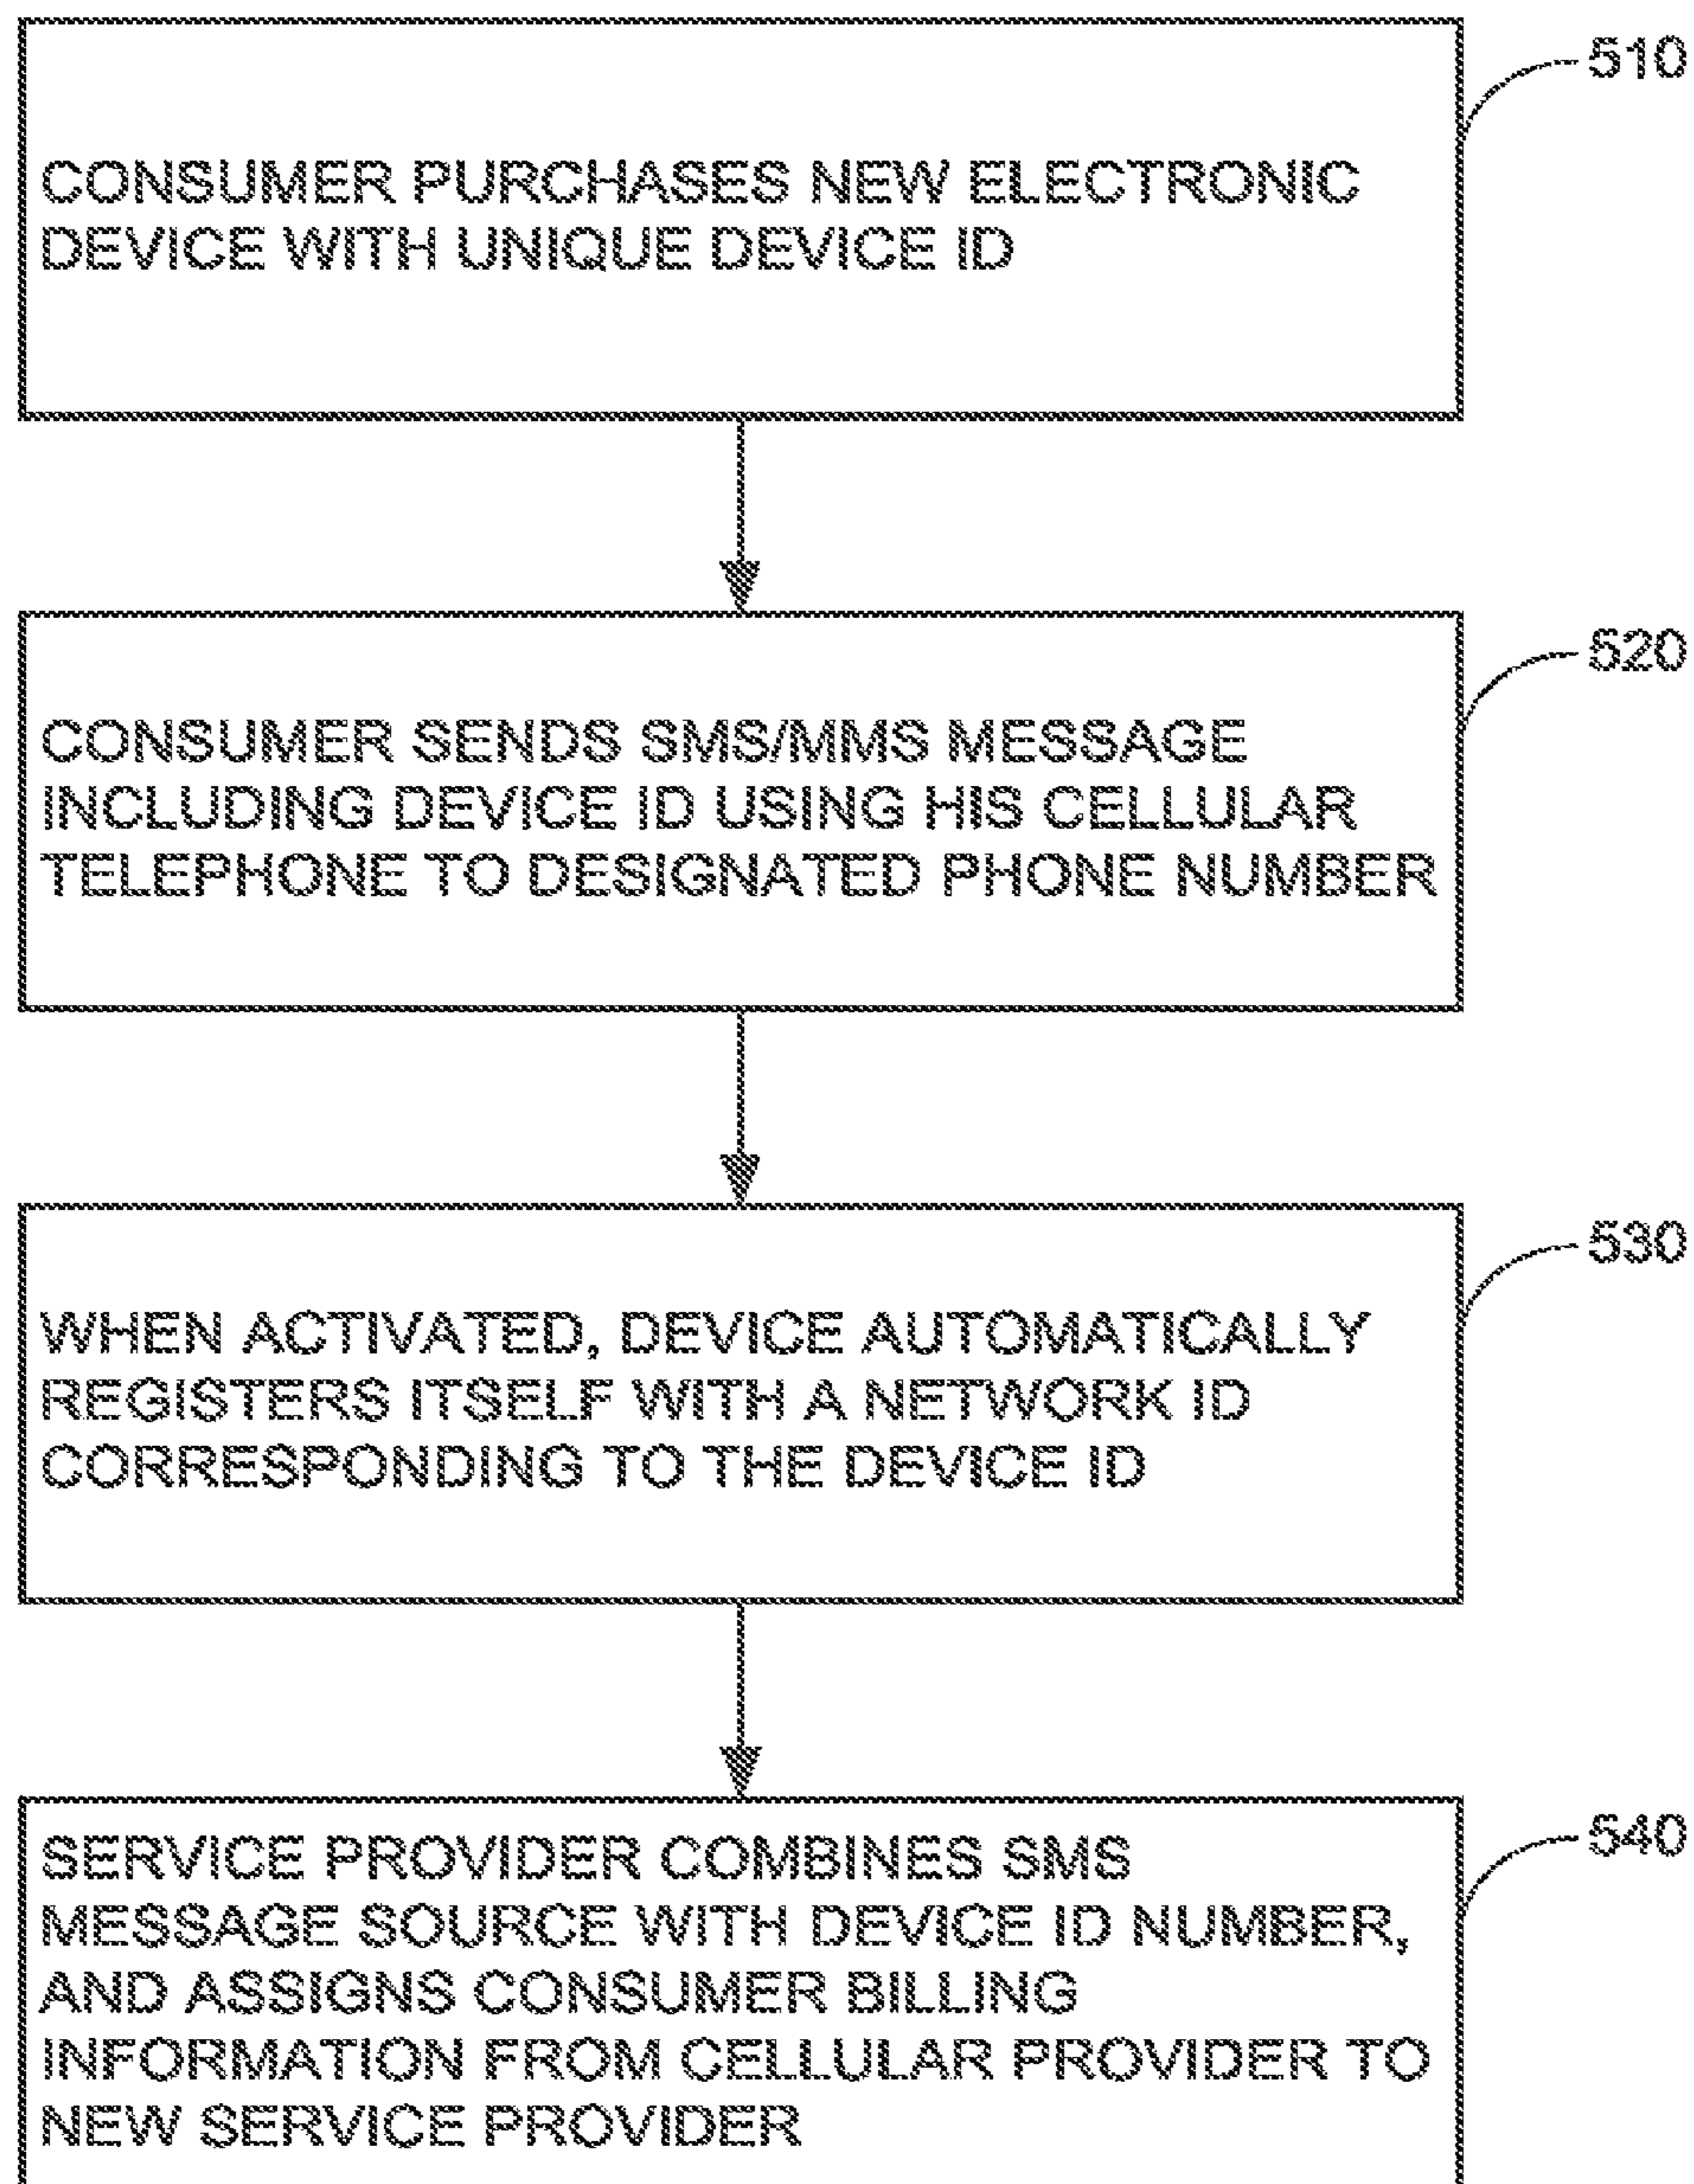 510
CONSUMER PURCHASES NEW ELECTRONIC
DEVICE WITH UNIQUE DEVICE ID
520
CONSUMER SENDS SMS/MMS MESSAGE
INCLUDING DEVICE ID USING HIS CELLULAR
TELEPHONE TO DESIGNATED PHONE NUMBER
530
WHEN ACTIVATED, DEVICE AUTOMATICALLY
REGISTERS ITSELF WITH A NETWORK ID
CORRESPONDING TO THE DEVICE ID
540
SERVICE PROVIDER COMBINES SMS
MESSAGE SOURCE WITH DEVICE ID NUMBER,
AND ASSIGNS CONSUMER BILLING
INFORMATION FROM CELLULAR PROVIDER TO
NEW SERVICE PROVIDER